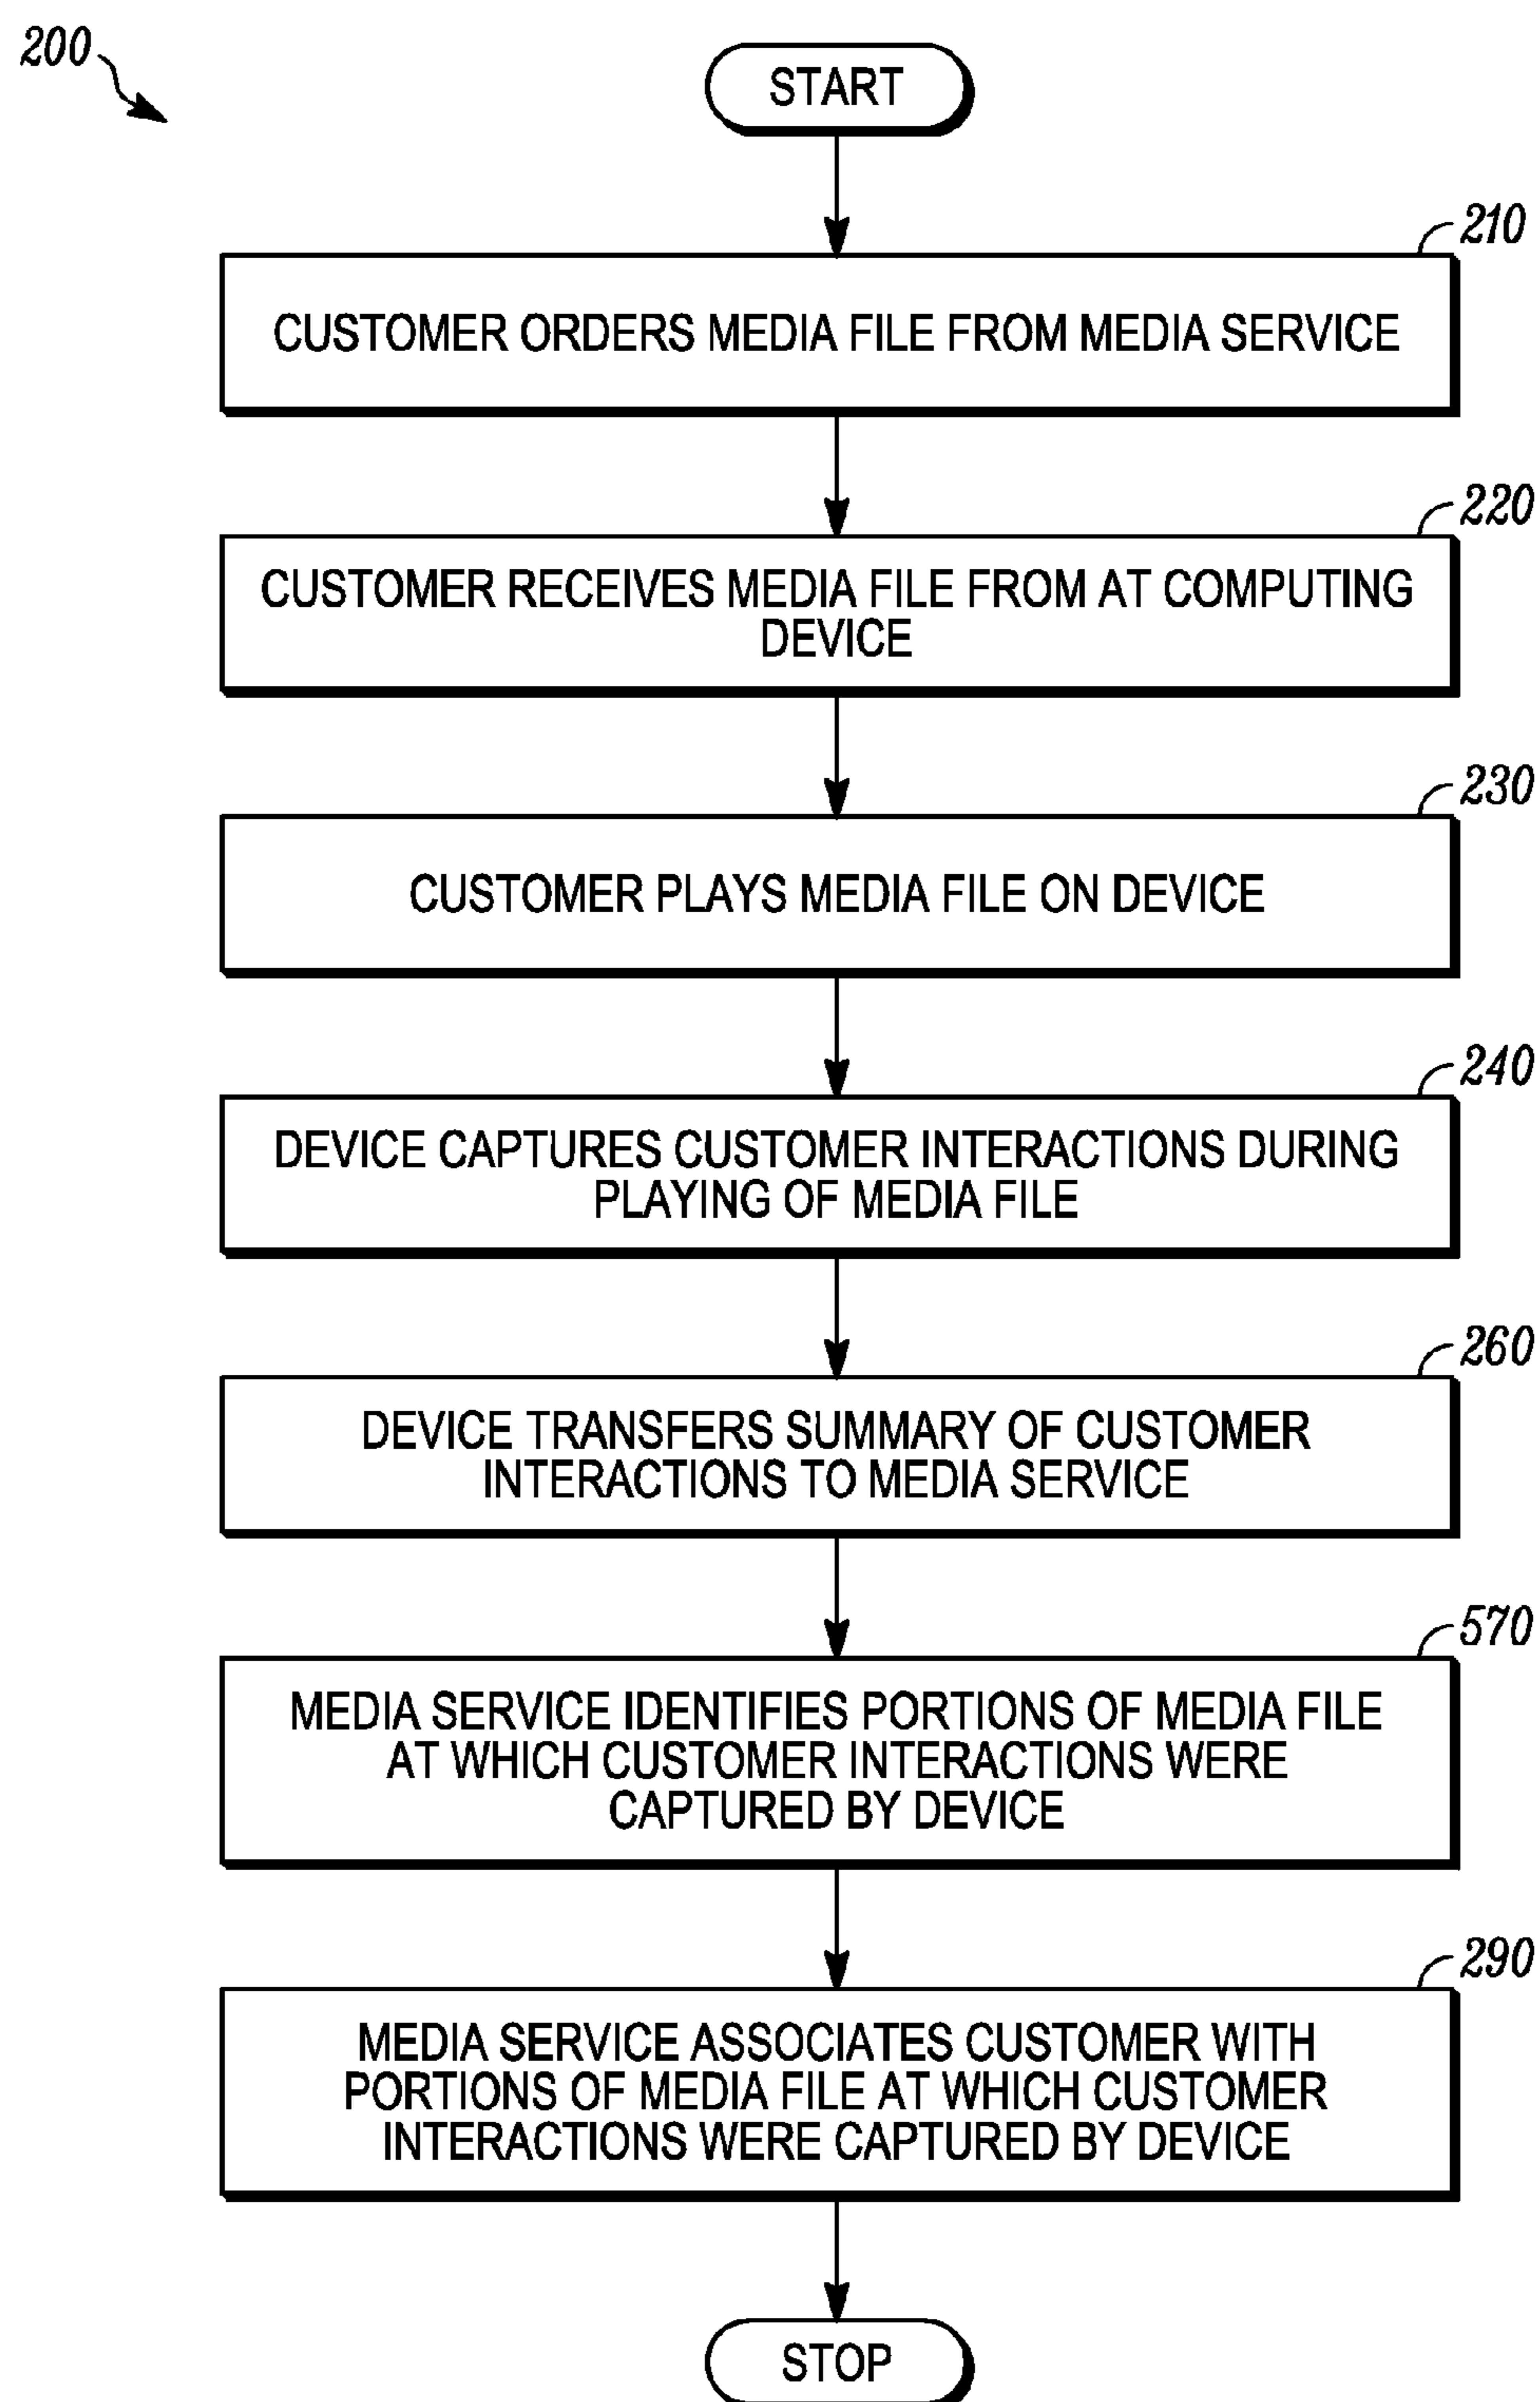 200
START
210
CUSTOMER ORDERS MEDIA FILE FROM MEDIA SERVICE
220
CUSTOMER RECEIVES MEDIA FILE FROM AT COMPUTING
DEVICE
230
CUSTOMER PLAYS MEDIA FILE ON DEVICE
240
DEVICE CAPTURES CUSTOMER INTERACTIONS DURING
PLAYING OF MEDIA FILE
260
DEVICE TRANSFERS SUMMARY OF CUSTOMER
INTERACTIONS TO MEDIA SERVICE
570
MEDIA SERVICE IDENTIFIES PORTIONS OF MEDIA FILE
AT WHICH CUSTOMER INTERACTIONS WERE
CAPTURED BY DEVICE
290
MEDIA SERVICE ASSOCIATES CUSTOMER WITH
PORTIONS OF MEDIA FILE AT WHICH CUSTOMER
INTERACTIONS WERE CAPTURED BY DEVICE
STOP